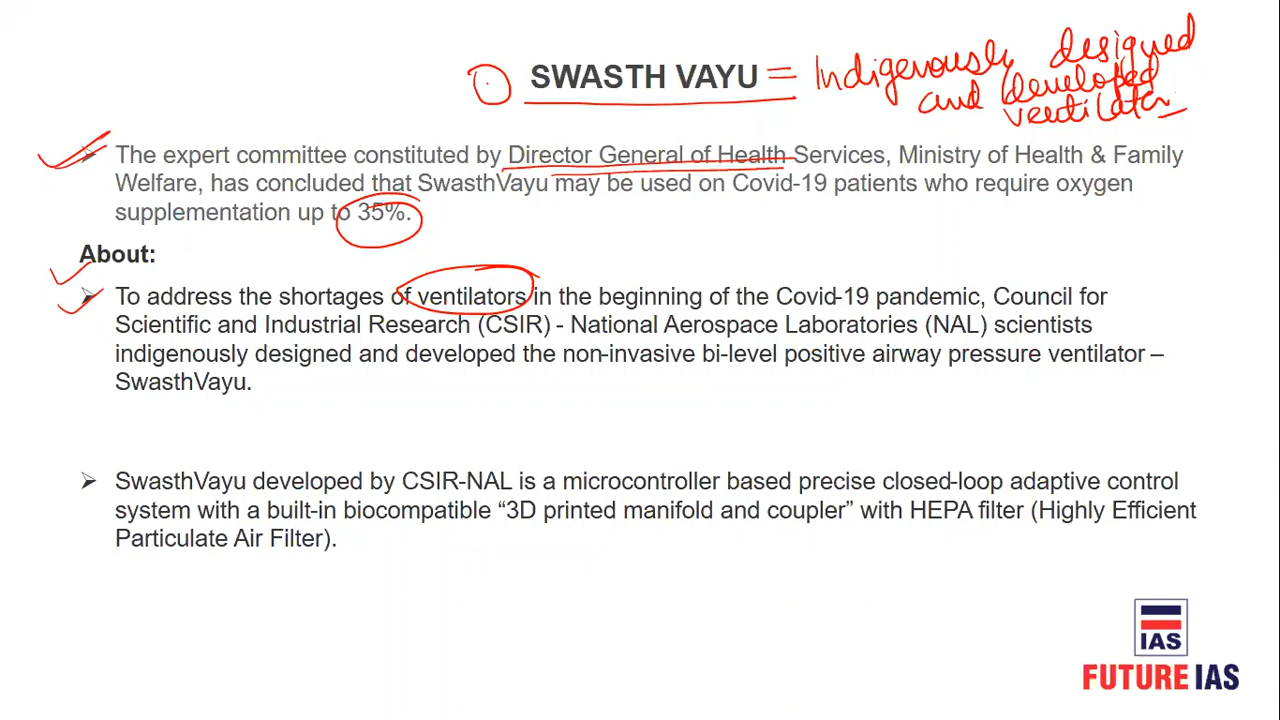 SWASTH VAYU = Indigenously designed
and developed
ventilator
The expert committee constituted by Director General of Health Services, Ministry of Health & Family
Welfare, has concluded that SwasthVayu may be used on Covid-19 patients who require oxygen
supplementation up to 35%.
About:
To address the shortages of ventilators in the beginning of the Covid-19 pandemic, Council for
Scientific and Industrial Research (CSIR) - National Aerospace Laboratories (NAL) scientists
indigenously designed and developed the non-invasive bi-level positive airway pressure ventilator –
SwasthVayu.
SwasthVayu developed by CSIR-NAL is a microcontroller based precise closed-loop adaptive control
system with a built-in biocompatible “3D printed manifold and coupler” with HEPA filter (Highly Efficient
Particulate Air Filter).
IAS
FUTURE IAS